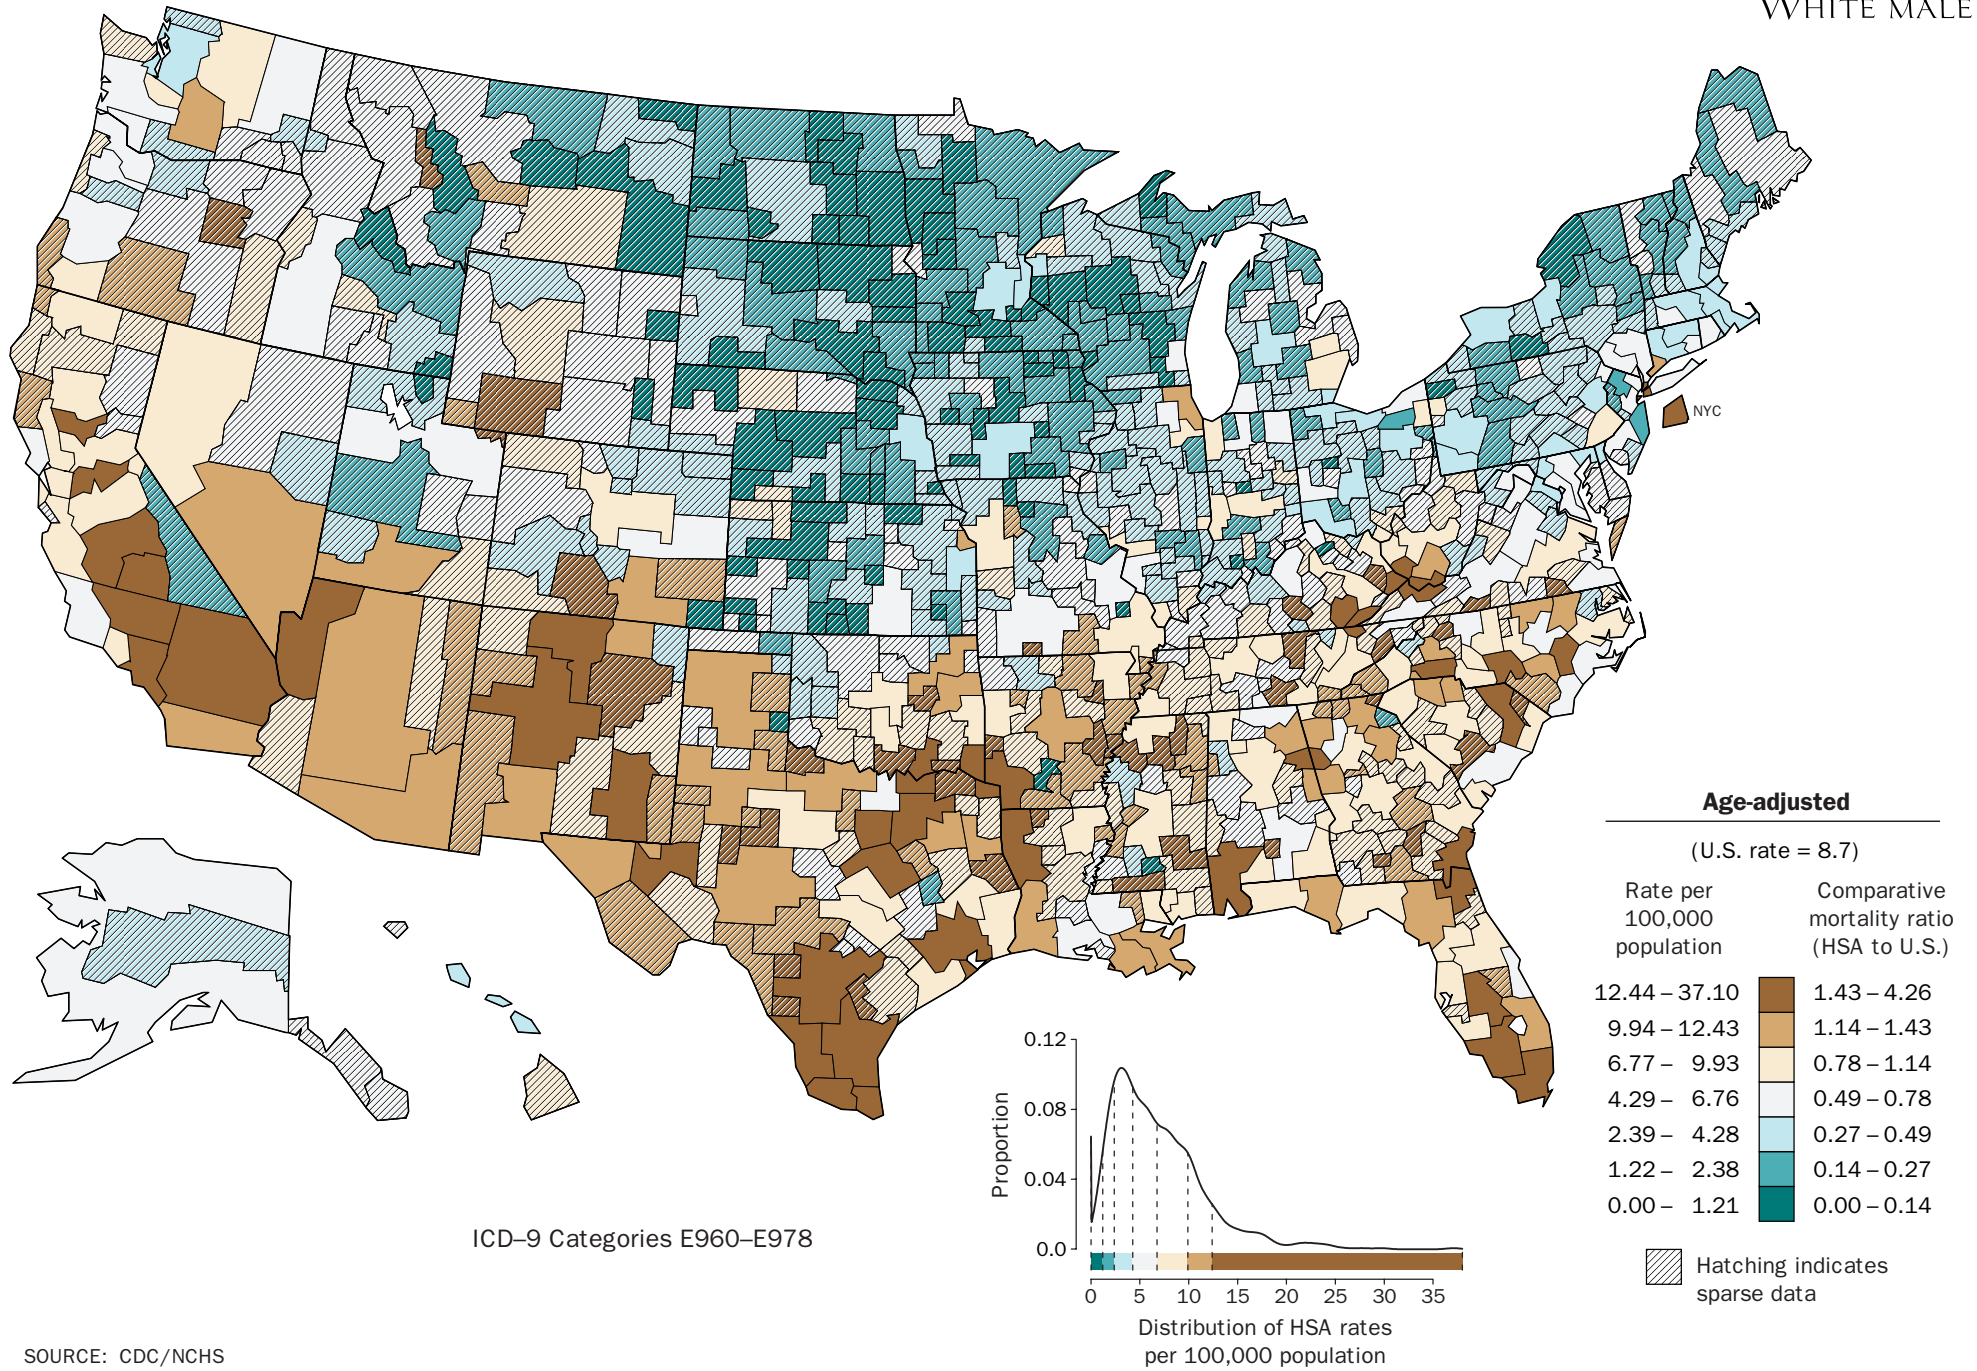 WHITE MALE
NYC
Age-adjusted
(U.S. rate = 8.7)
Rate per 100,000 population
Comparative mortality ratio (HSA to U.S.)
12.44 – 37.10 1.43 – 4.26
9.94 – 12.43 1.14 – 1.43
6.77 – 9.93 0.78 – 1.14
4.29 – 6.76 0.49 – 0.78
2.39 – 4.28 0.27 – 0.49
1.22 – 2.38 0.14 – 0.27
0.00 – 1.21 0.00 – 0.14
Hatching indicates
sparse data
Proportion
0.12
0.08
0.04
0.0
0 5 10 15 20 25 30 35
Distribution of HSA rates
per 100,000 population
ICD–9 Categories E960–E978
SOURCE: CDC/NCHS